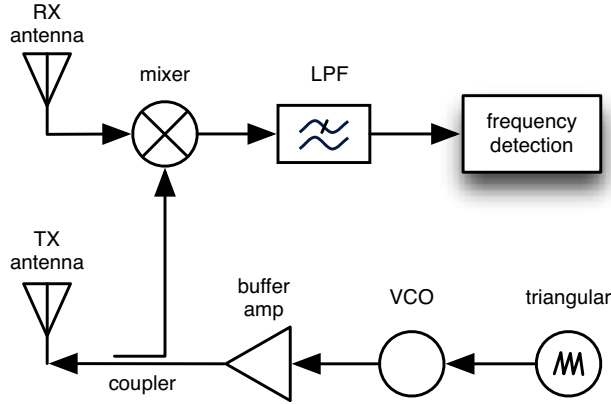 RX
antenna
mixer
LPF
frequency
detection
TX
antenna
buffer
amp
VCO
triangular
coupler